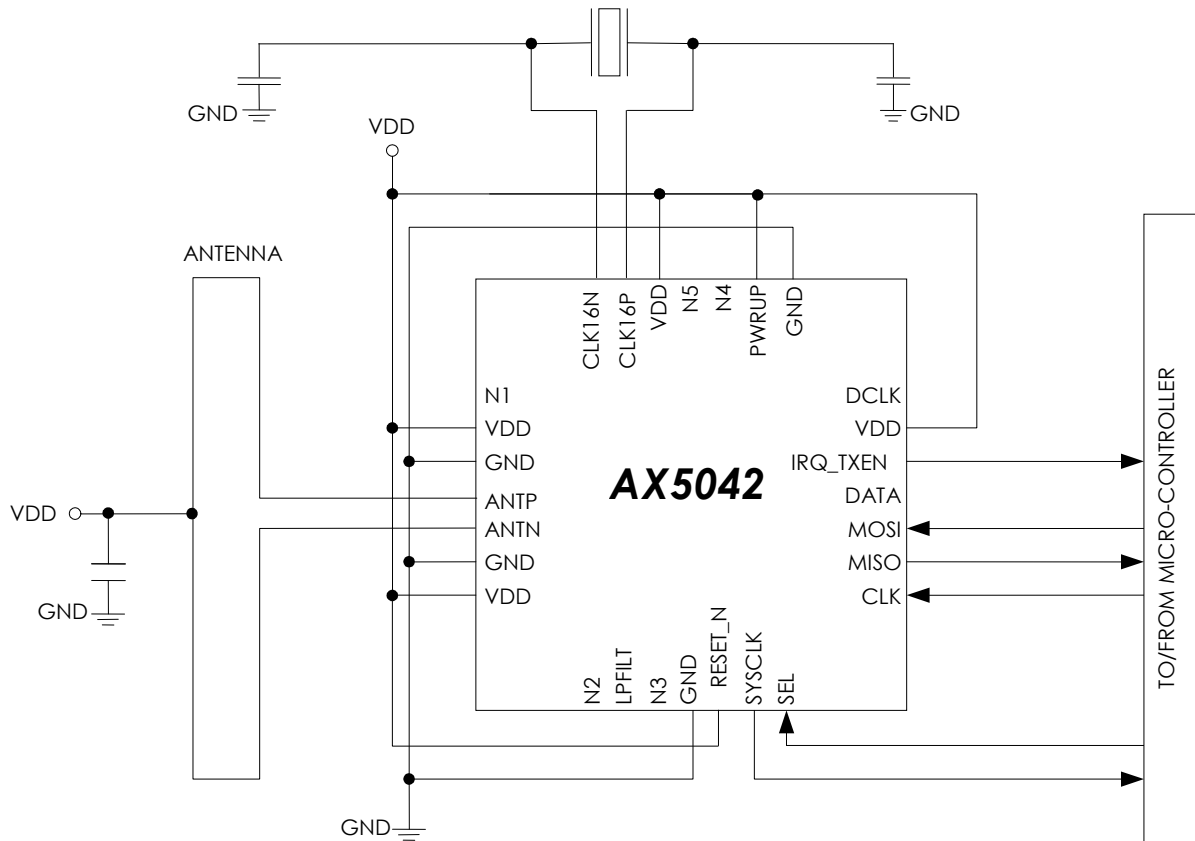 GND
GND
VDD
ANTENNA
CLK16N
CLK16P
VDD
N5
N4
PWRUP
GND
N1
VDD
GND
ANTP
ANTN
GND
VDD
AX5042
DCLK
VDD
IRQ_TXEN
DATA
MOSI
MISO
CLK
VDD
GND
N2
LPFILT
N3
GND
RESET_N
SYSCLK
SEL
TO/FROM MICRO-CONTROLLER
GND